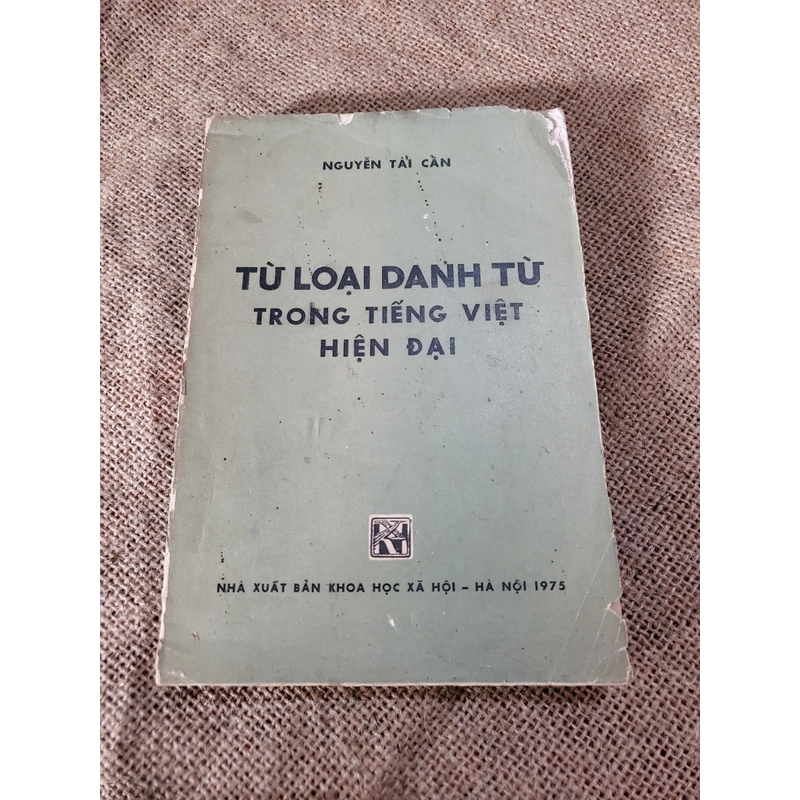 NGUYỄN TÀI CẨN
TỪ LOẠI DANH TỪ
TRONG TIẾNG VIỆT
HIỆN ĐẠI
NHÀ XUẤT BẢN KHOA HỌC XÃ HỘI – HÀ NỘI 1975